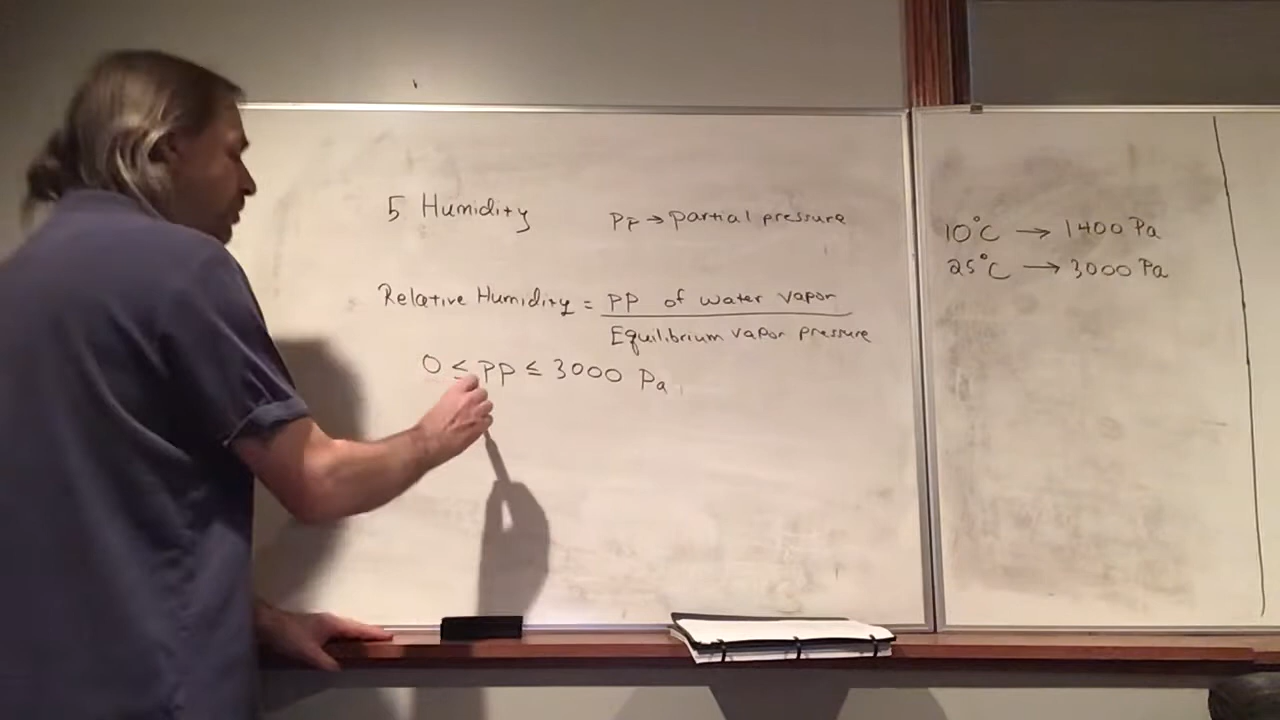 5 Humidity
PP → partial pressure
Relative Humidity = PP of water vapor
Equilibrium vapor pressure
0 ≤ PP ≤ 3000 Pa
10°C → 1400 Pa
25°C → 3000 Pa